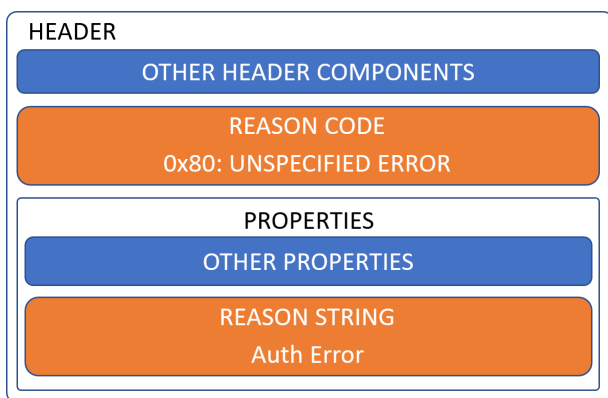 HEADER
OTHER HEADER COMPONENTS
REASON CODE
0x80: UNSPECIFIED ERROR
PROPERTIES
OTHER PROPERTIES
REASON STRING
Auth Error